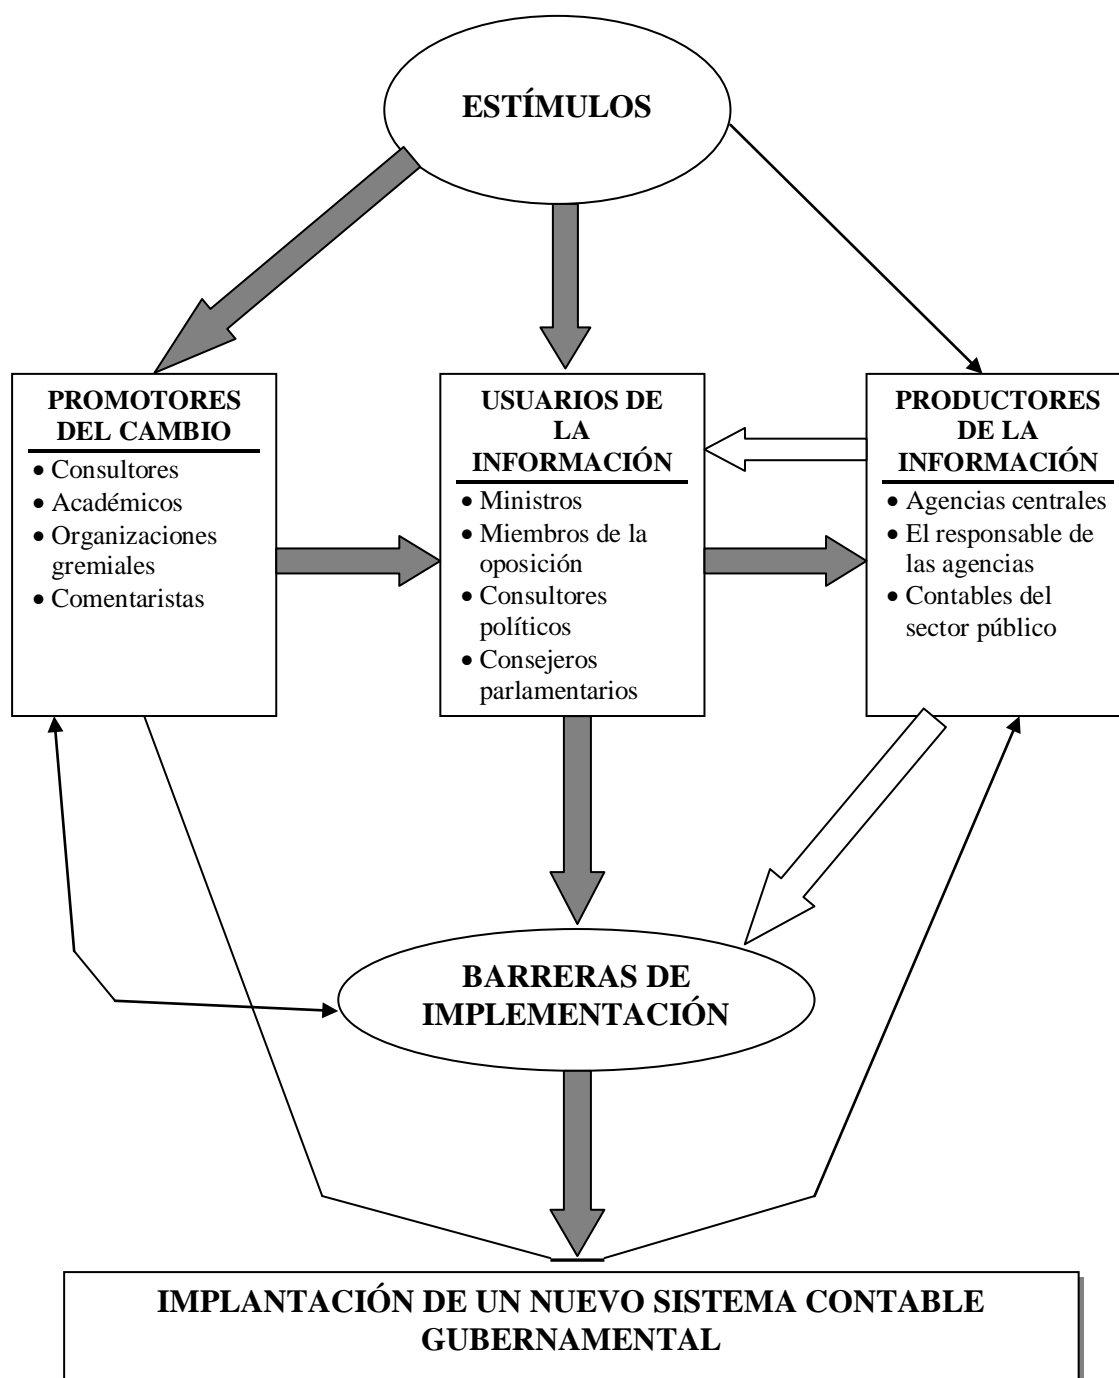 ESTÍMULOS
PROMOTORES
DEL CAMBIO
• Consultores
• Académicos
• Organizaciones
gremiales
• Comentaristas
USUARIOS DE
LA
INFORMACIÓN
• Ministros
• Miembros de la
oposición
• Consultores
políticos
• Consejeros
parlamentarios
PRODUCTORES
DE LA
INFORMACIÓN
• Agencias centrales
• El responsable de
las agencias
• Contables del
sector público
BARRERAS DE
IMPLEMENTACIÓN
IMPLANTACIÓN DE UN NUEVO SISTEMA CONTABLE
GUBERNAMENTAL